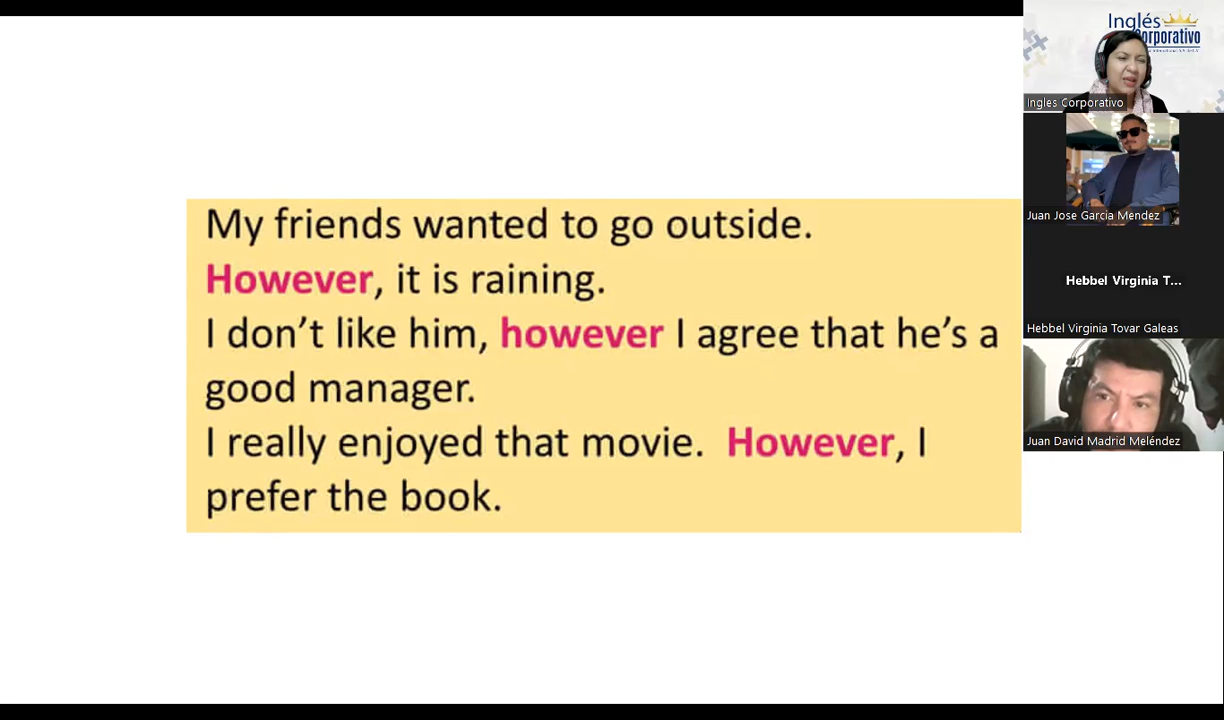 My friends wanted to go outside.
However, it is raining.
I don’t like him, however I agree that he’s a
good manager.
I really enjoyed that movie.  However, I
prefer the book.
Inglés
Corporativo
Ingles Corporativo
Juan Jose Garcia Mendez
Hebbel Virginia T...
Hebbel Virginia Tovar Galeas
Juan David Madrid Meléndez